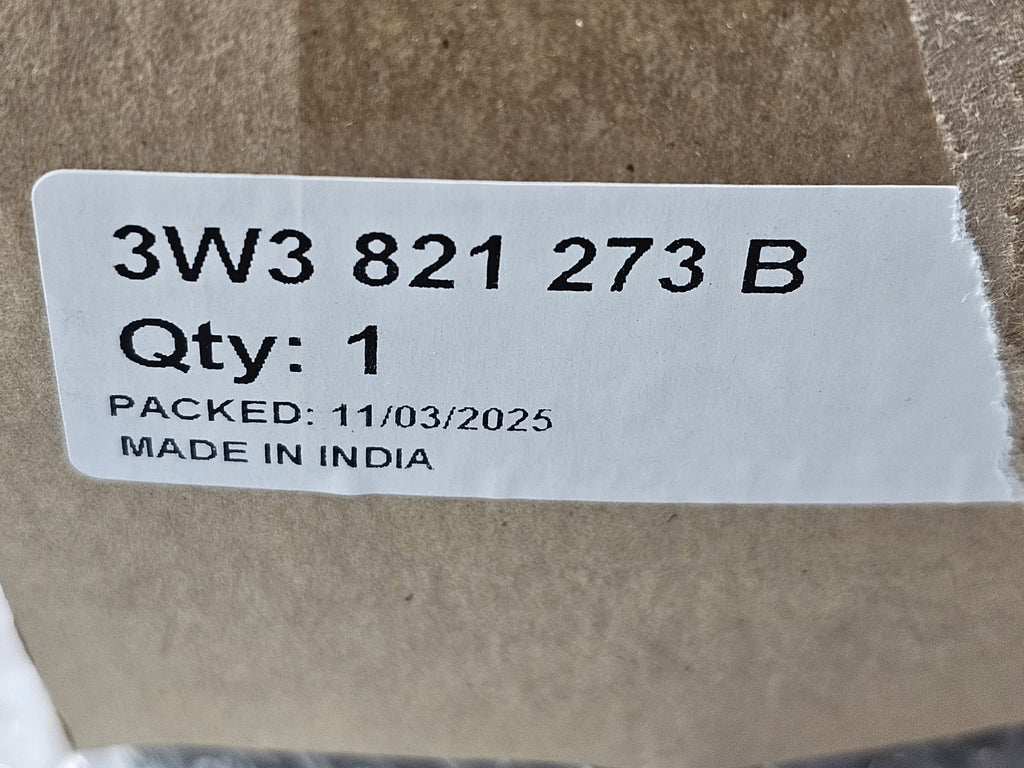 3W3 821 273 B
Qty: 1
PACKED: 11/03/2025
MADE IN INDIA